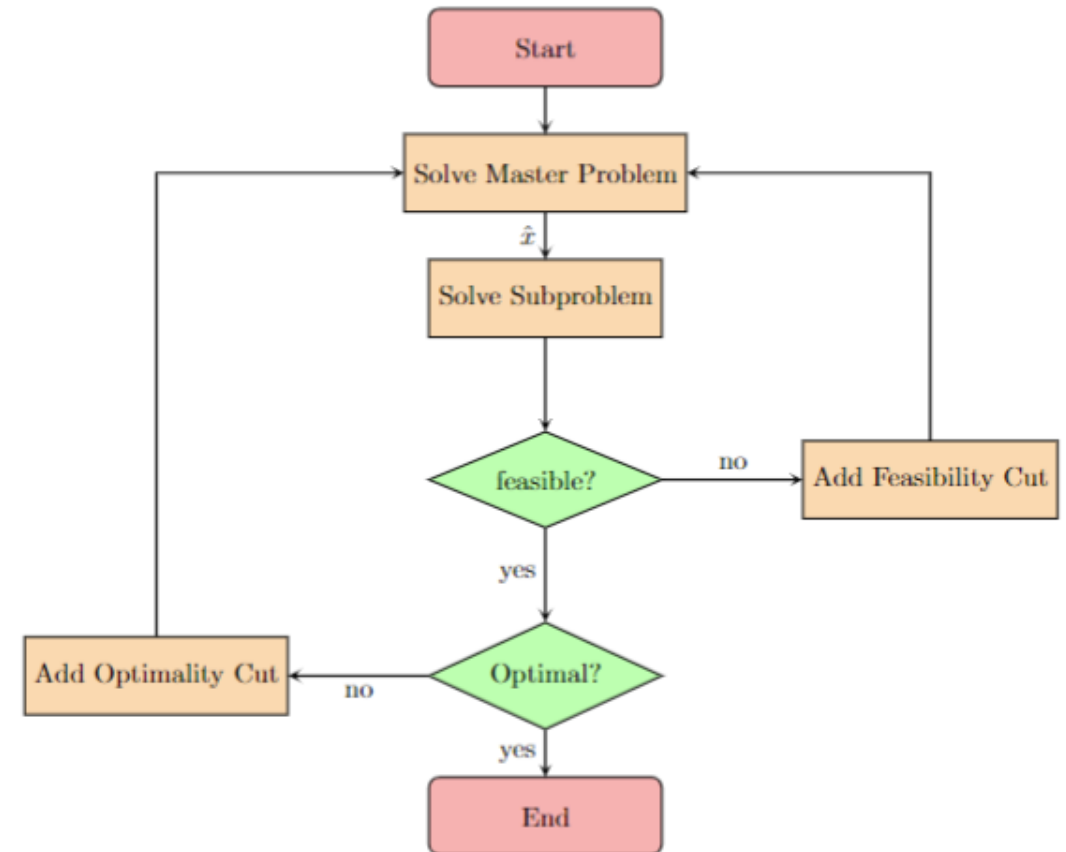 Start
Solve Master Problem
x̂
Solve Subproblem
feasible?
no
Add Feasibility Cut
yes
Optimal?
no
Add Optimality Cut
yes
End